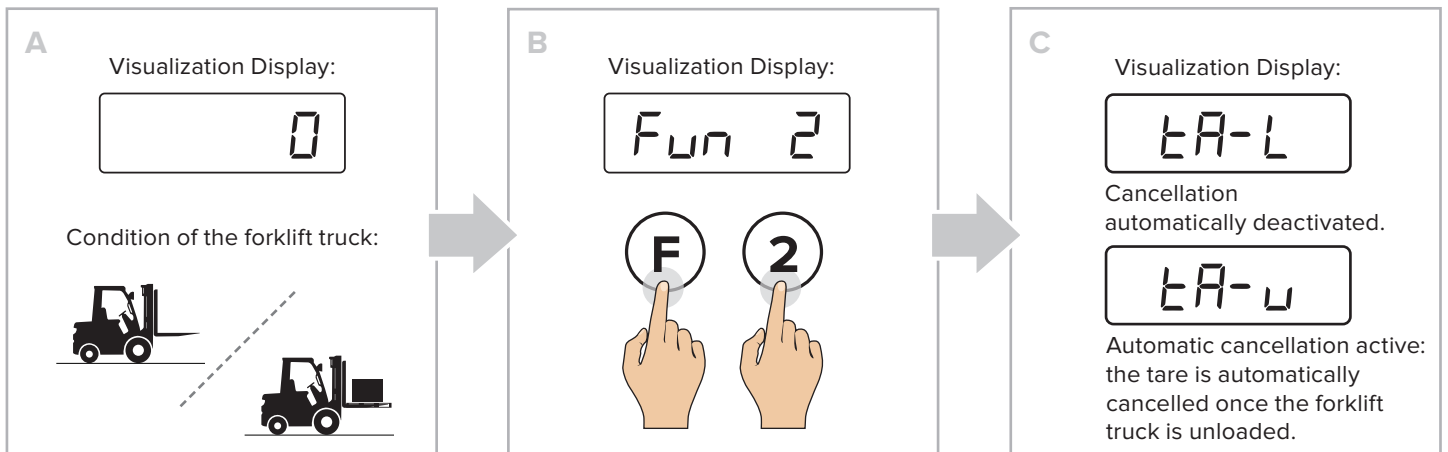 A
Visualization Display:
0
Condition of the forklift truck:
B
Visualization Display:
Fun 2
F 2
C
Visualization Display:
tA-L
Cancellation
automatically deactivated.
tA-u
Automatic cancellation active:
the tare is automatically
cancelled once the forklift
truck is unloaded.